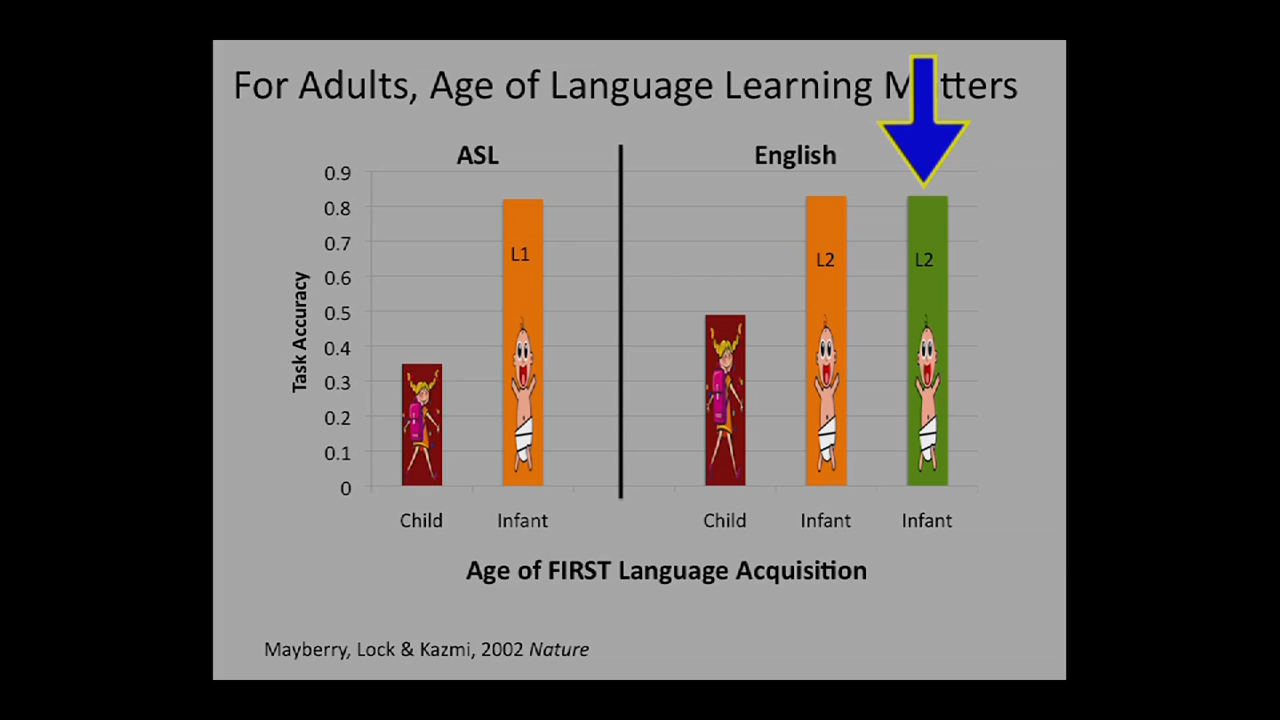 For Adults, Age of Language Learning M tters
ASL
English
0.9
0.8
0.7
0.6
0.5
0.4
0.3
0.2
0.1
0
Task Accuracy
L1
L2
L2
Child
Infant
Child
Infant
Infant
Age of FIRST Language Acquisition
Mayberry, Lock & Kazmi, 2002 Nature